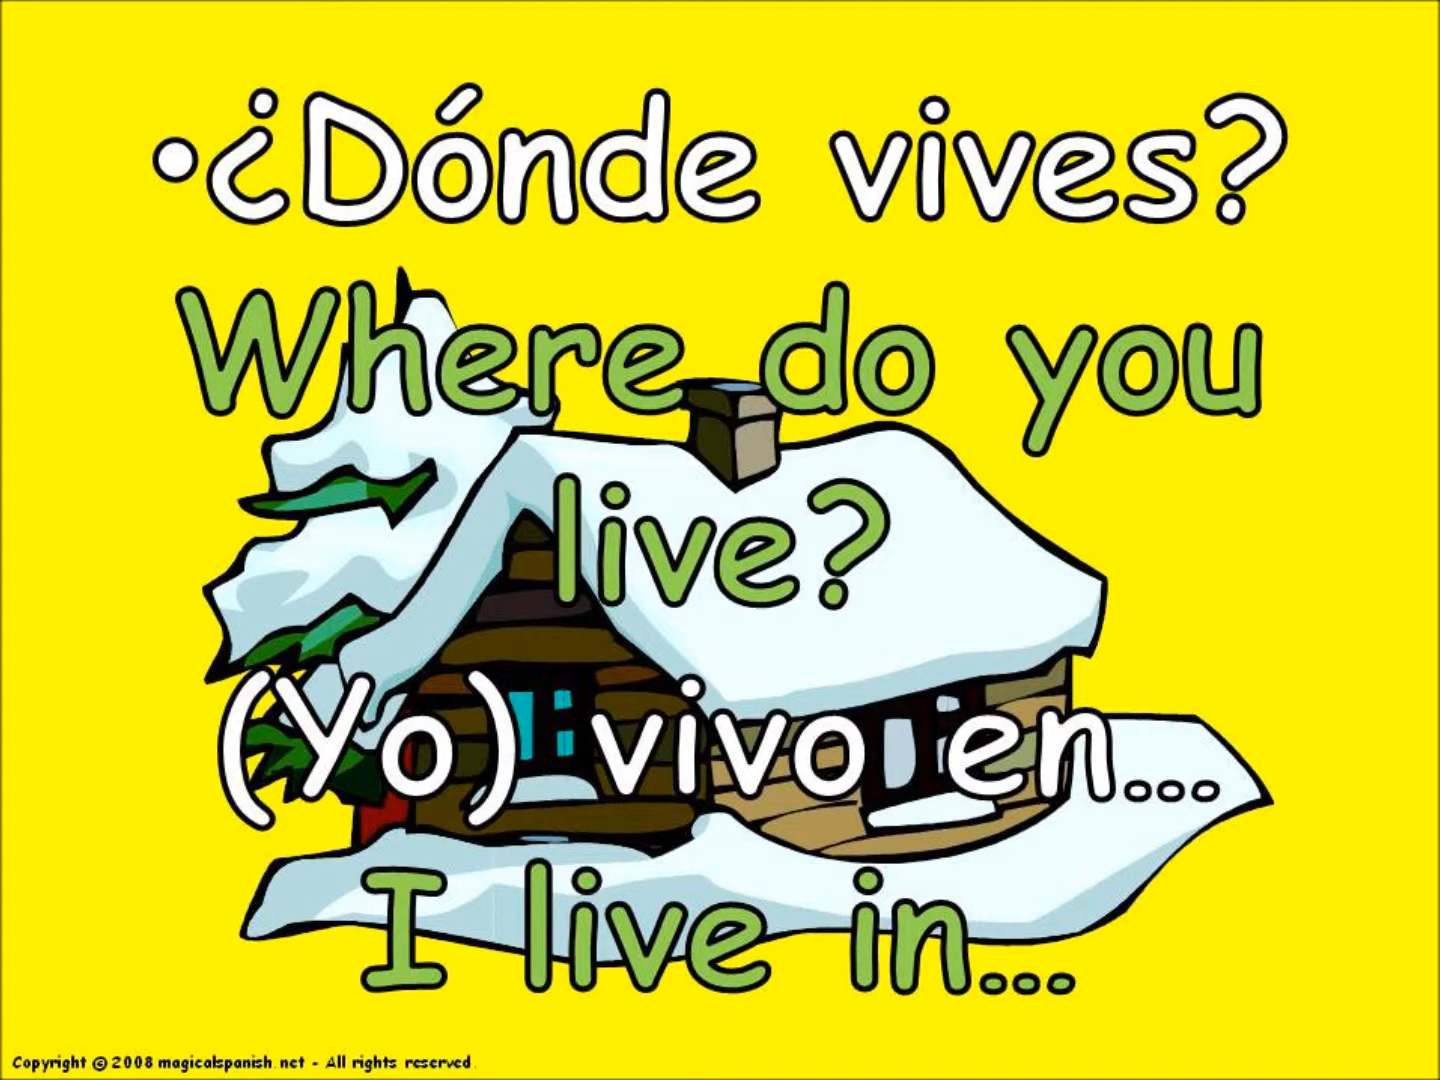 •¿Dónde vives?
Where do you
live?
(Yo) vivo en...
I live in...
Copyright © 2008 magicalspanish.net - All rights reserved.